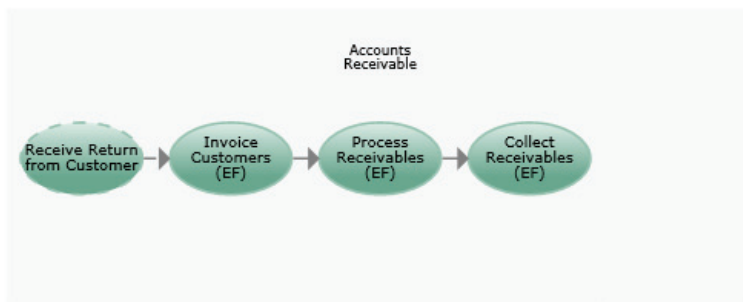 Accounts
Receivable
Receive Return
from Customer
Invoice
Customers
(EF)
Process
Receivables
(EF)
Collect
Receivables
(EF)